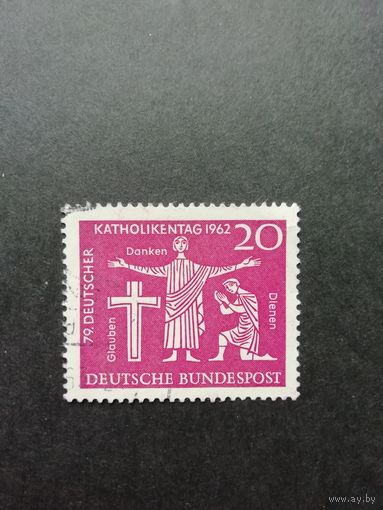 KATHOLIKENTAG 1962
20
79. DEUTSCHER
Danken
Glauben
Dienen
DEUTSCHE BUNDESPOST
www.ay.by